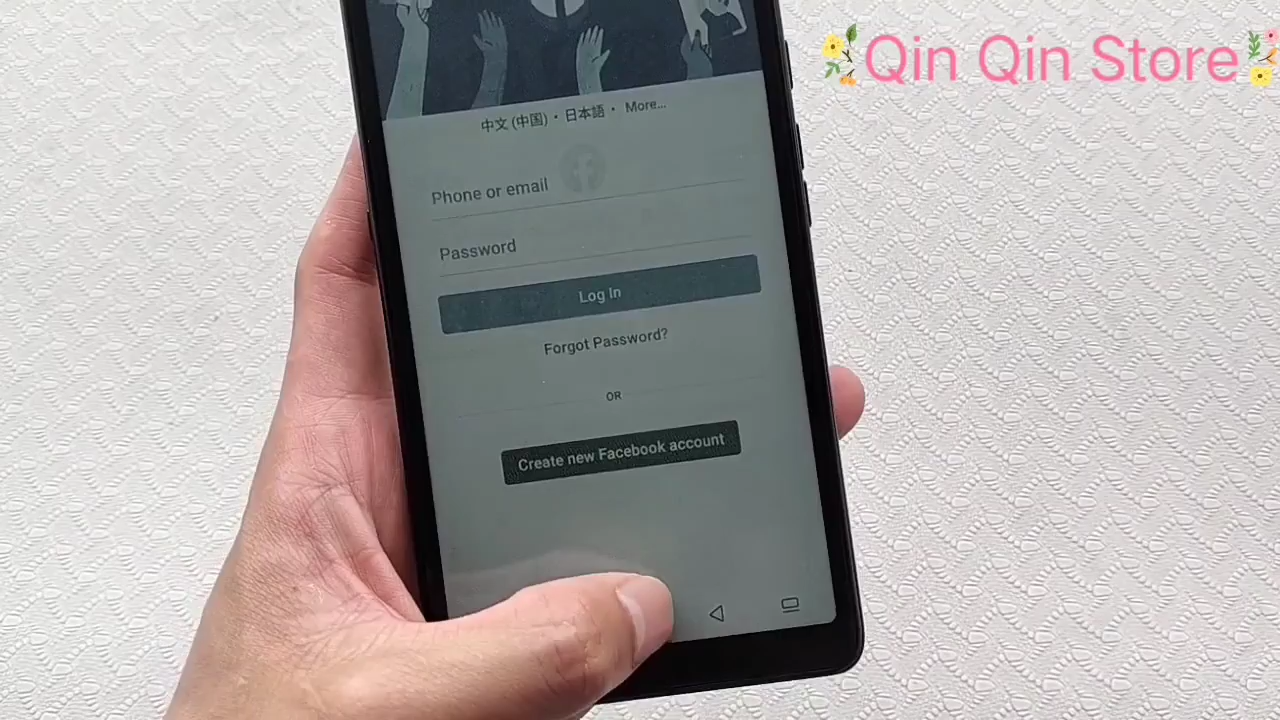 Qin Qin Store
中文 (中国) • 日本語 • More...
Phone or email
Password
Log In
Forgot Password?
OR
Create new Facebook account